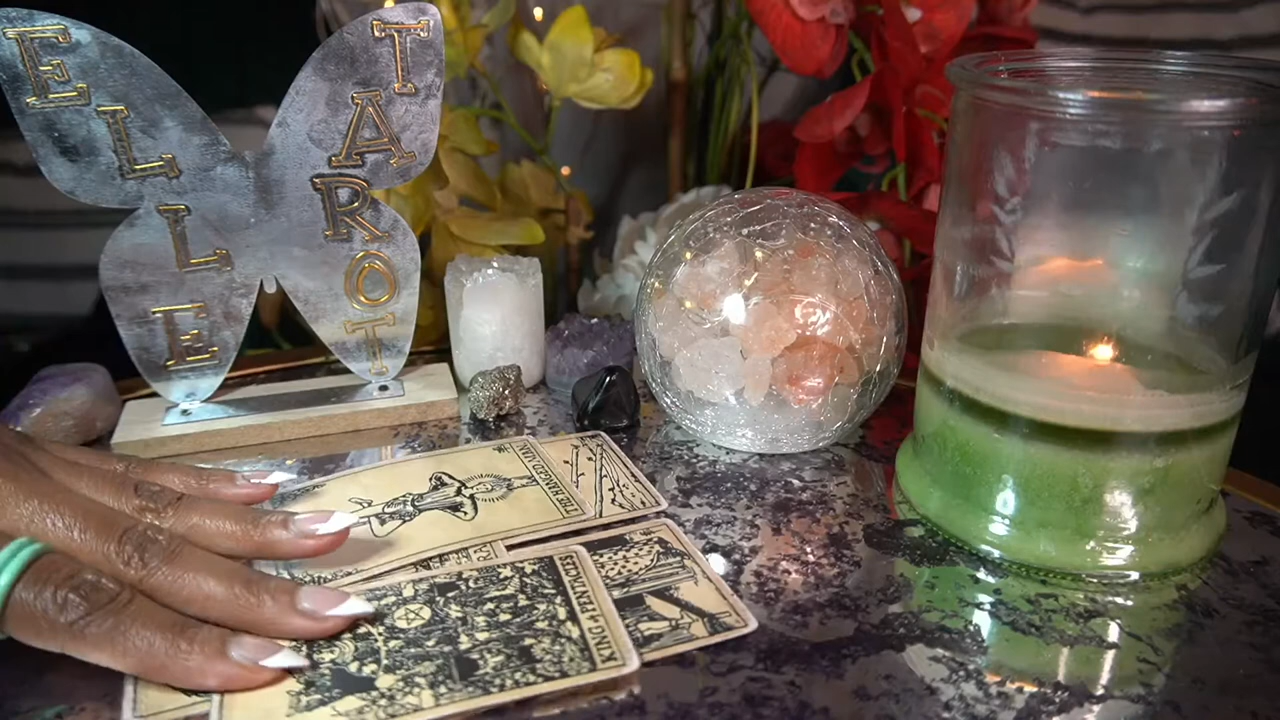 ELLE
TAROT
THE HANGED MAN.
KING of PENTACLES.